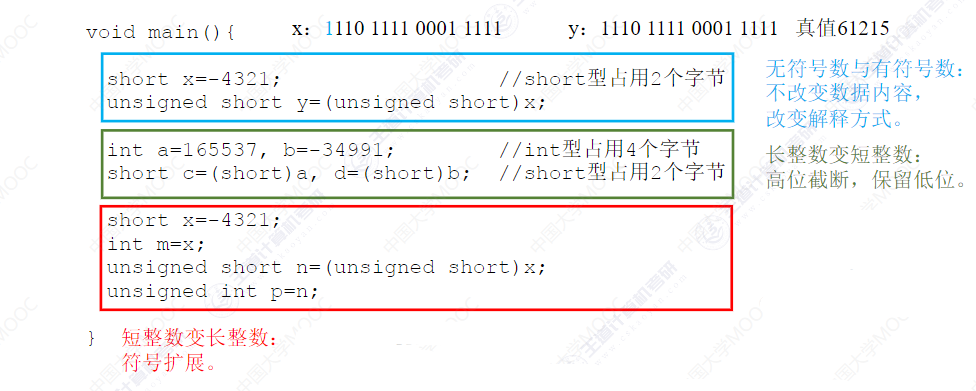 void main(){ x: 1110 1111 0001 1111 y: 1110 1111 0001 1111 真值61215
short x=-4321; //short型占用2个字节
unsigned short y=(unsigned short)x;
无符号数与有符号数:
不改变数据内容,
改变解释方式。
int a=165537, b=-34991; //int型占用4个字节
short c=(short)a, d=(short)b; //short型占用2个字节
长整数变短整数:
高位截断,保留低位。
short x=-4321;
int m=x;
unsigned short n=(unsigned short)x;
unsigned int p=n;
} 短整数变长整数:
符号扩展。